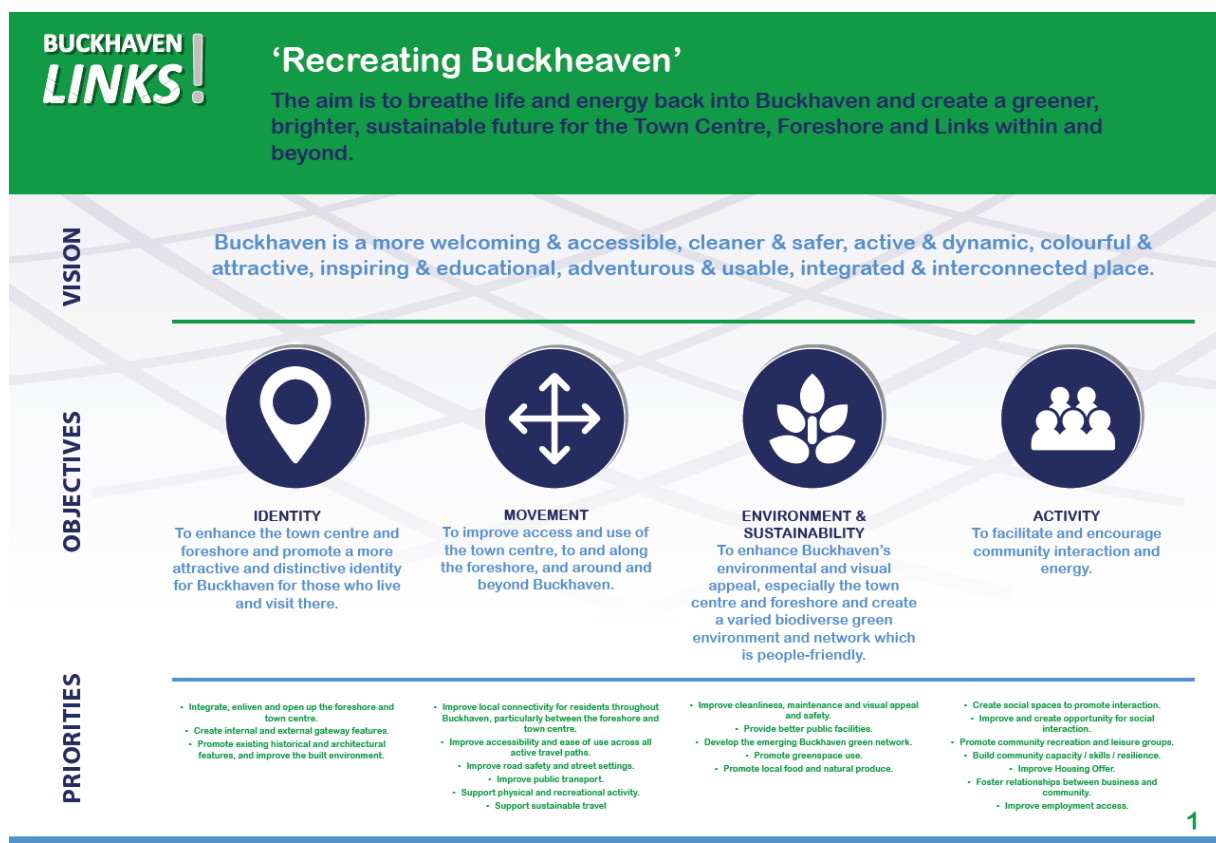 BUCKHAVEN
LINKS!
‘Recreating Buckheaven’
The aim is to breathe life and energy back into Buckhaven and create a greener,
brighter, sustainable future for the Town Centre, Foreshore and Links within and
beyond.
VISION
Buckhaven is a more welcoming & accessible, cleaner & safer, active & dynamic, colourful &
attractive, inspiring & educational, adventurous & usable, integrated & interconnected place.
OBJECTIVES
IDENTITY
To enhance the town centre and
foreshore and promote a more
attractive and distinctive identity
for Buckhaven for those who live
and visit there.
MOVEMENT
To improve access and use of
the town centre, to and along
the foreshore, and around and
beyond Buckhaven.
ENVIRONMENT &
SUSTAINABILITY
To enhance Buckhaven’s
environmental and visual
appeal, especially the town
centre and foreshore and create
a varied biodiverse green
environment and network which
is people-friendly.
ACTIVITY
To facilitate and encourage
community interaction and
energy.
PRIORITIES
- Integrate, enliven and open up the foreshore and
town centre.
- Create internal and external gateway features.
- Promote existing historical and architectural
features, and improve the built environment.
- Improve local connectivity for residents throughout
Buckhaven, particularly between the foreshore and
town centre.
- Improve accessibility and ease of use across all
active travel paths.
- Improve road safety and street settings.
- Improve public transport.
- Support physical and recreational activity.
- Support sustainable travel
- Improve cleanliness, maintenance and visual appeal
and safety.
- Provide better public facilities.
- Develop the emerging Buckhaven green network.
- Promote greenspace use.
- Promote local food and natural produce.
- Create social spaces to promote interaction.
- Improve and create opportunity for social
interaction.
- Promote community recreation and leisure groups.
- Build community capacity / skills / resilience.
- Improve Housing Offer.
- Foster relationships between business and
community.
- Improve employment access.
1